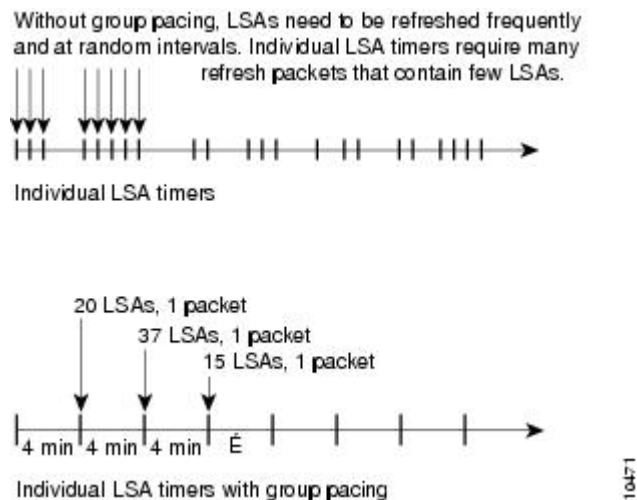 Without group pacing, LSAs need to be refreshed frequently
and at random intervals. Individual LSA timers require many
refresh packets that contain few LSAs.
Individual LSA timers
20 LSAs, 1 packet
37 LSAs, 1 packet
15 LSAs, 1 packet
4 min 4 min 4 min É
Individual LSA timers with group pacing
10471